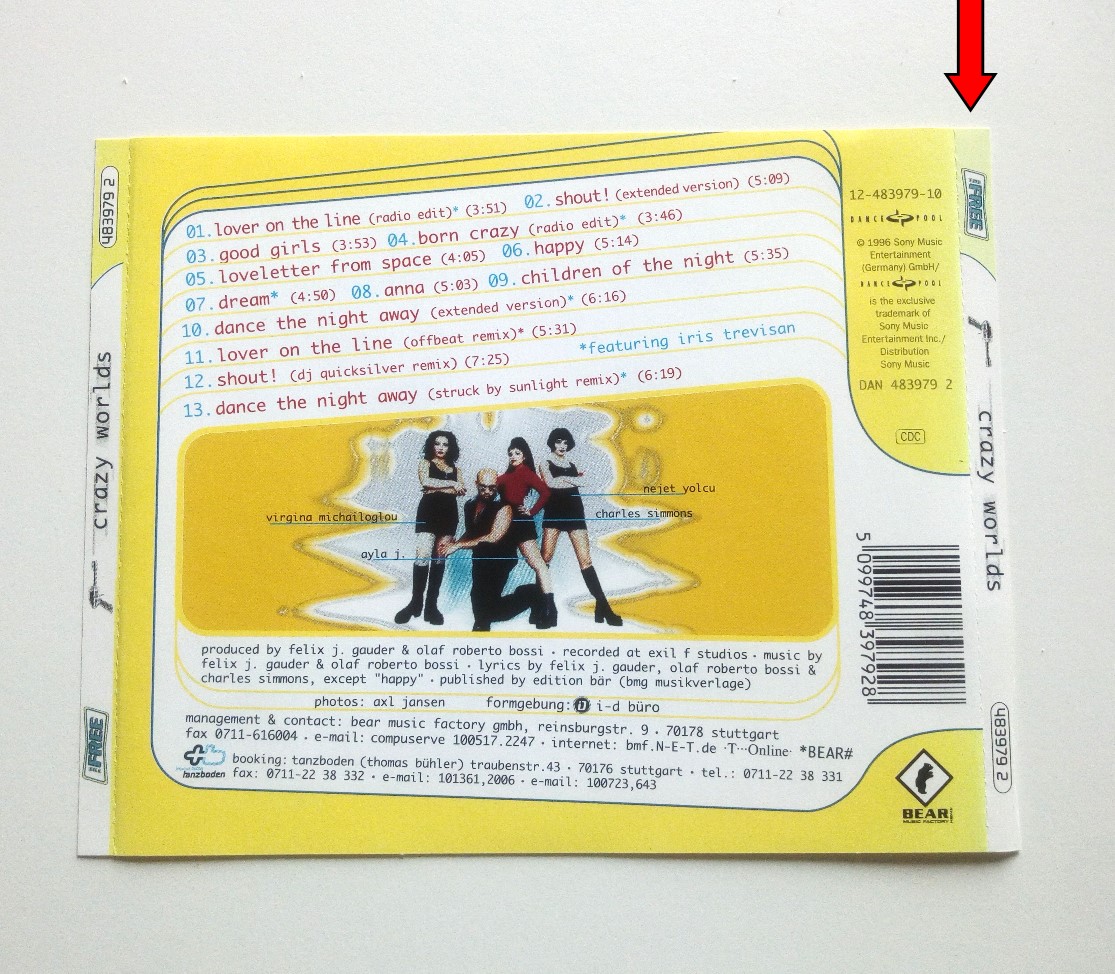 483979 2
crazy worlds
FREE
01. lover on the line (radio edit)* (3:51) 02. shout! (extended version) (5:09)
03. good girls (3:53) 04. born crazy (radio edit)* (3:46)
05. loveletter from space (4:05) 06. happy (5:14)
07. dream* (4:50) 08. anna (5:03) 09. children of the night (5:35)
10. dance the night away (extended version)* (6:16)
11. lover on the line (offbeat remix)* (5:31)
12. shout! (dj quicksilver remix) (7:25)
*featuring iris trevisan
13. dance the night away (struck by sunlight remix)* (6:19)
nejet yolcu
virgina michailoglou
charles simmons
ayla j.
produced by felix j. gauder & olaf roberto bossi · recorded at exil f studios · music by
felix j. gauder & olaf roberto bossi · lyrics by felix j. gauder, olaf roberto bossi &
charles simmons, except "happy" · published by edition bär (bmg musikverlage)
photos: axl jansen formgebung: i-d büro
management & contact: bear music factory gmbh, reinsburgstr. 9 · 70178 stuttgart
fax 0711-616004 · e-mail: compuserve 100517.2247 · internet: bmf.N-E-T.de ·T···Online· *BEAR#
tanzboden
booking: tanzboden (thomas bühler) traubenstr.43 · 70176 stuttgart · tel.: 0711-22 38 331
fax: 0711-22 38 332 · e-mail: 101361,2006 · e-mail: 100723,643
12-483979-10
DANCE POOL
© 1996 Sony Music
Entertainment
(Germany) GmbH/
DANCE POOL
is the exclusive
trademark of
Sony Music
Entertainment Inc./
Distribution
Sony Music
DAN 483979 2
CDC
5 099748 397928
BEAR
MUSIC FACTORY
FREE
crazy worlds
483979 2